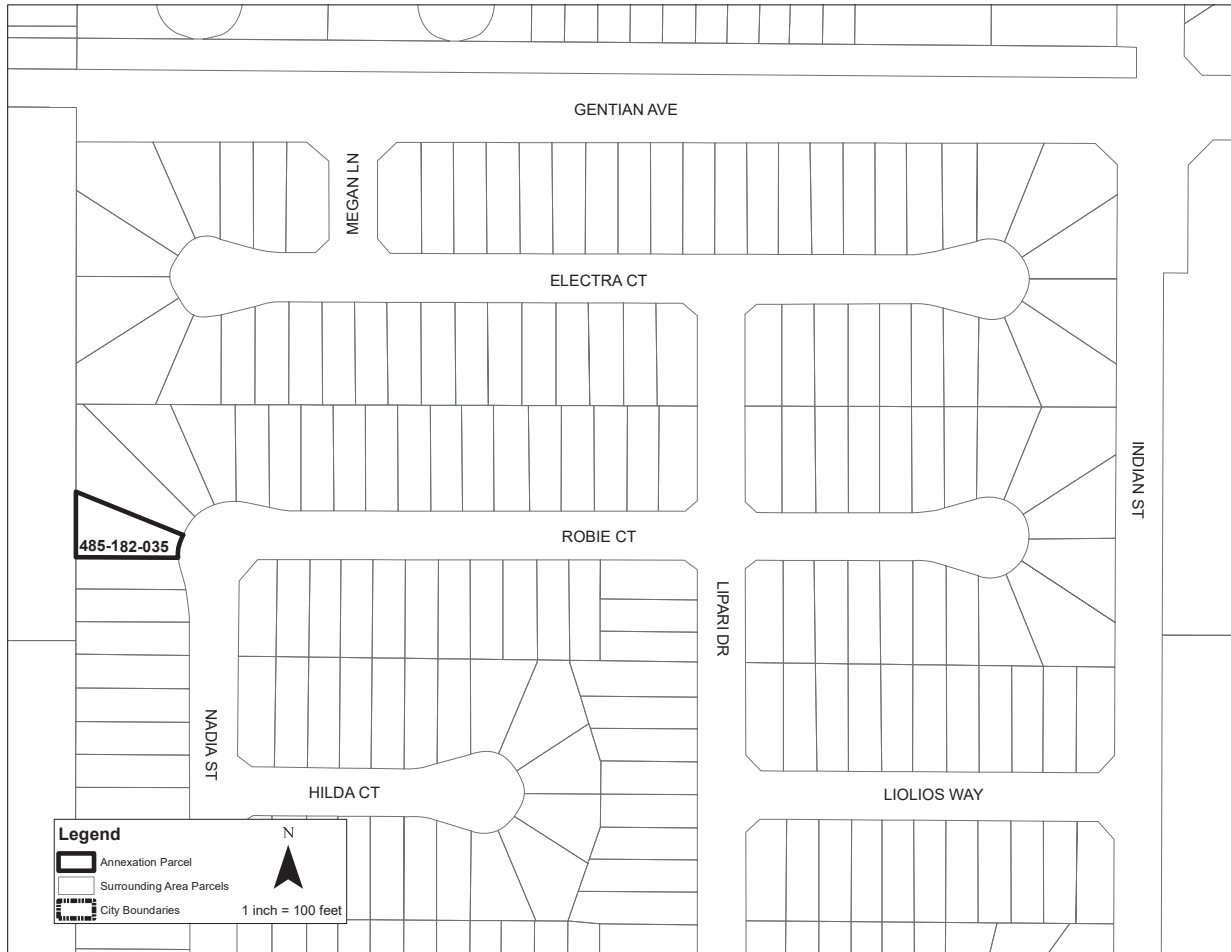 GENTIAN AVE
MEGAN LN
ELECTRA CT
INDIAN ST
485-182-035
ROBIE CT
LIPARI DR
NADIA ST
HILDA CT
LIOLIOS WAY
Legend
N
Annexation Parcel
Surrounding Area Parcels
City Boundaries
1 inch = 100 feet